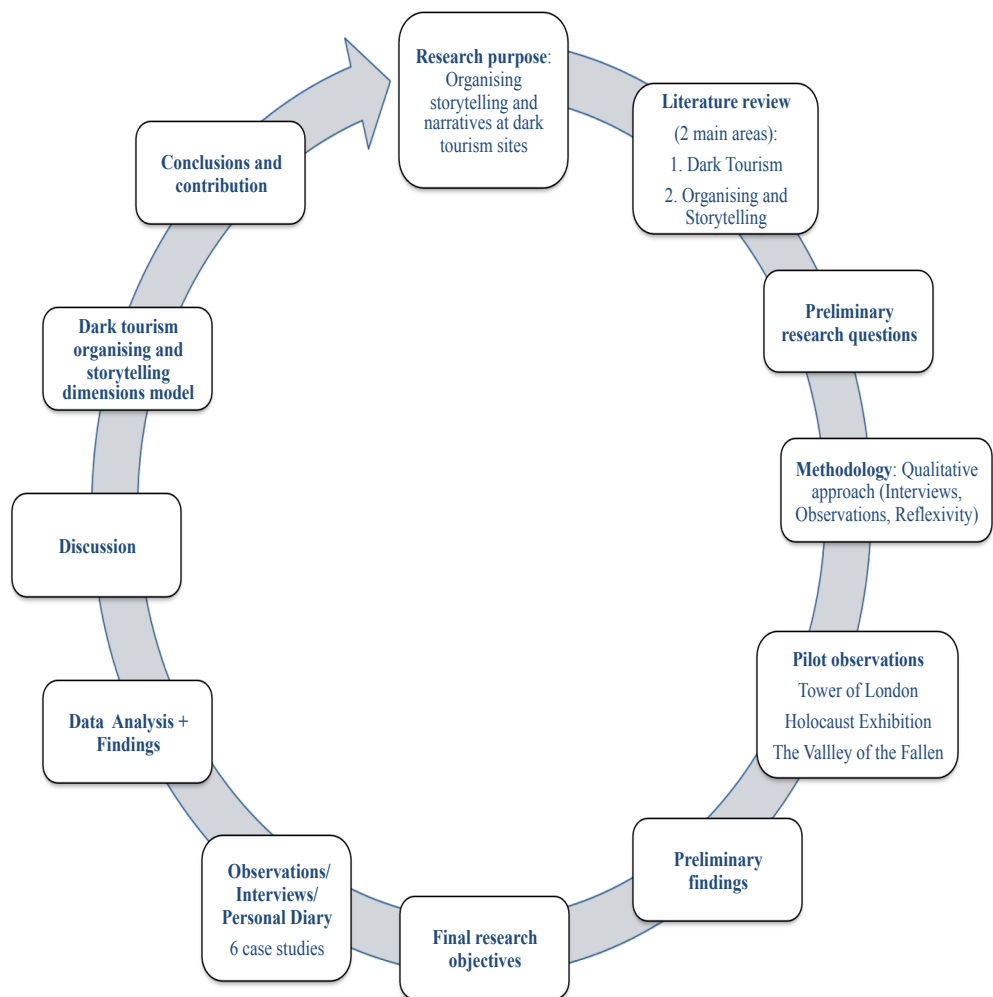 Research purpose:
Organising
storytelling and
narratives at dark
tourism sites
Literature review
(2 main areas):
1. Dark Tourism
2. Organising and
Storytelling
Preliminary
research questions
Methodology: Qualitative
approach (Interviews,
Observations, Reflexivity)
Pilot observations
Tower of London
Holocaust Exhibition
The Vallley of the Fallen
Preliminary
findings
Final research
objectives
Observations/
Interviews/
Personal Diary
6 case studies
Data Analysis +
Findings
Discussion
Dark tourism
organising and
storytelling
dimensions model
Conclusions and
contribution